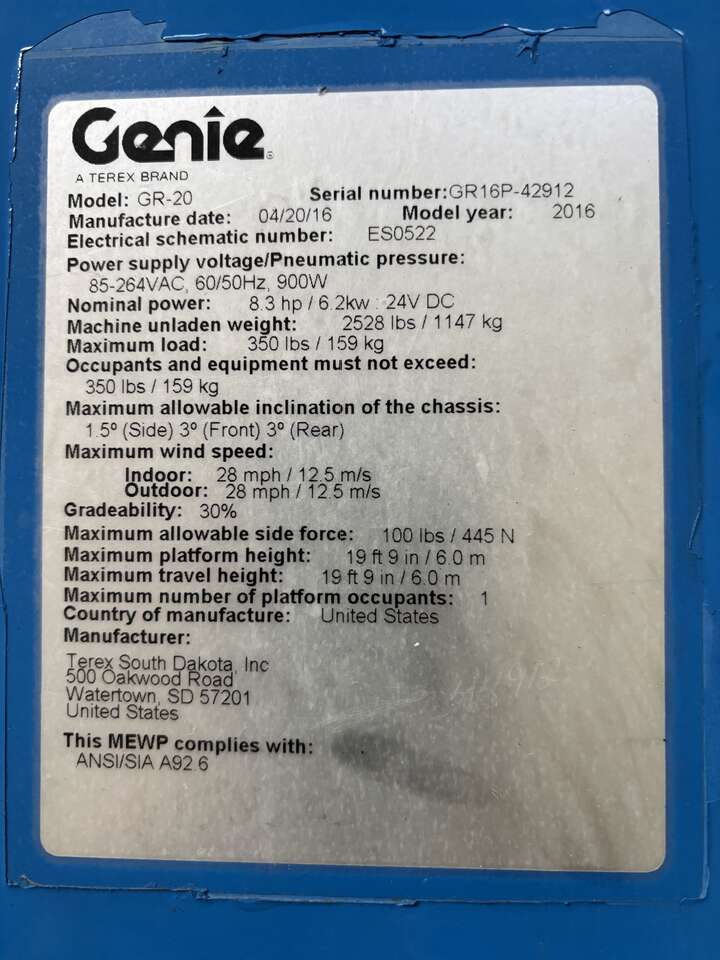 Genie®
A TEREX BRAND
Model: GR-20 Serial number:GR16P-42912
Manufacture date: 04/20/16 Model year: 2016
Electrical schematic number: ES0522
Power supply voltage/Pneumatic pressure:
85-264VAC, 60/50Hz, 900W
Nominal power: 8.3 hp / 6.2kw : 24V DC
Machine unladen weight: 2528 lbs / 1147 kg
Maximum load: 350 lbs / 159 kg
Occupants and equipment must not exceed:
350 lbs / 159 kg
Maximum allowable inclination of the chassis:
1.5º (Side) 3º (Front) 3º (Rear)
Maximum wind speed:
Indoor: 28 mph / 12.5 m/s
Outdoor: 28 mph / 12.5 m/s
Gradeability: 30%
Maximum allowable side force: 100 lbs / 445 N
Maximum platform height: 19 ft 9 in / 6.0 m
Maximum travel height: 19 ft 9 in / 6.0 m
Maximum number of platform occupants: 1
Country of manufacture: United States
Manufacturer:
Terex South Dakota, Inc
500 Oakwood Road
Watertown, SD 57201
United States
This MEWP complies with:
ANSI/SIA A92.6